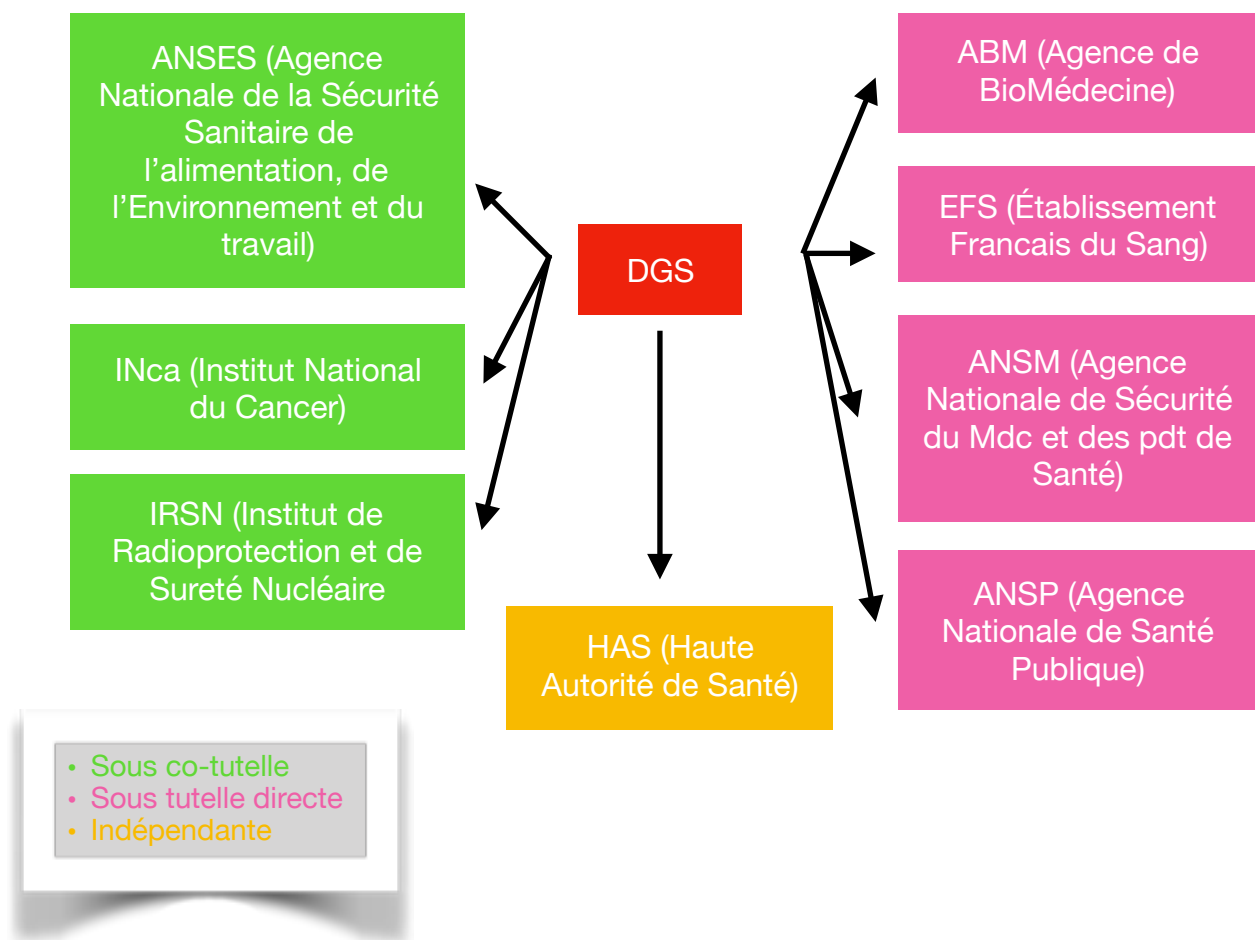 ANSES (Agence
Nationale de la Sécurité
Sanitaire de
l’alimentation, de
l’Environnement et du
travail)
INca (Institut National
du Cancer)
IRSN (Institut de
Radioprotection et de
Sureté Nucléaire
DGS
HAS (Haute
Autorité de Santé)
ABM (Agence de
BioMédecine)
EFS (Établissement
Francais du Sang)
ANSM (Agence
Nationale de Sécurité
du Mdc et des pdt de
Santé)
ANSP (Agence
Nationale de Santé
Publique)
• Sous co-tutelle
• Sous tutelle directe
• Indépendante